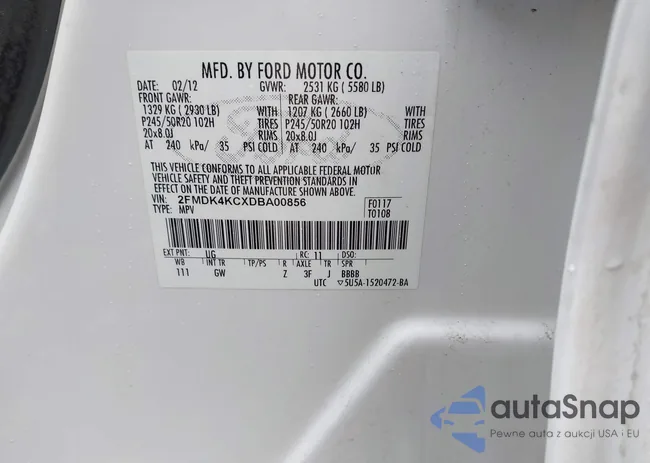 MFD. BY FORD MOTOR CO.
DATE: 02/12 GVWR: 2531 KG ( 5580 LB)
FRONT GAWR: REAR GAWR:
1329 KG ( 2930 LB) WITH 1207 KG ( 2660 LB) WITH
P245/50R20 102H TIRES P245/50R20 102H TIRES
20x8.0J RIMS 20x8.0J RIMS
AT 240 kPa/ 35 PSI COLD AT 240 kPa/ 35 PSI COLD
THIS VEHICLE CONFORMS TO ALL APPLICABLE FEDERAL MOTOR
VEHICLE SAFETY AND THEFT PREVENTION STANDARDS IN
EFFECT ON THE DATE OF MANUFACTURE SHOWN ABOVE.
VIN: 2FMDK4KCXDBA00856 F0117
TYPE: MPV T0108
EXT PNT: UG RC: 11 DSO:
WB INT TR TP/PS R AXLE TR SPR
111 GW Z 3F J BBBB
UTC ▽5U5A-1520472-BA
autoSnap
Pewne auta z aukcji USA i EU